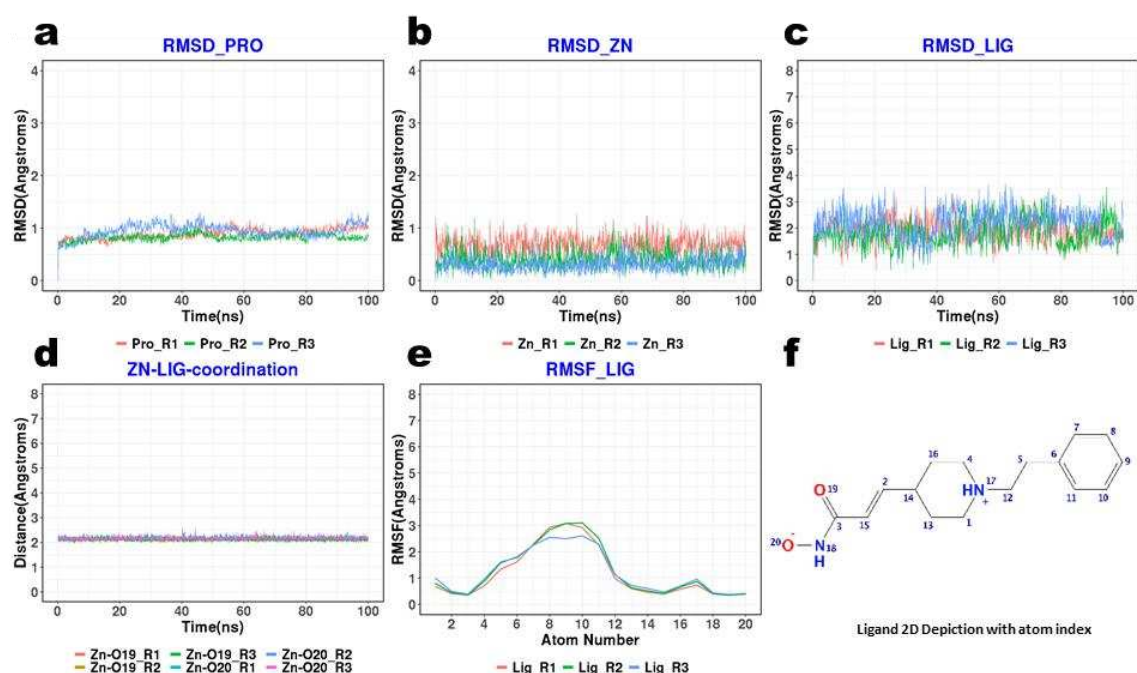 a
RMSD_PRO
RMSD(Angstroms)
4
3
2
1
0
0 20 40 60 80 100
Time(ns)
Pro_R1 Pro_R2 Pro_R3
b
RMSD_ZN
RMSD(Angstroms)
4
3
2
1
0
0 20 40 60 80 100
Time(ns)
Zn_R1 Zn_R2 Zn_R3
c
RMSD_LIG
RMSD(Angstroms)
8
7
6
5
4
3
2
1
0
0 20 40 60 80 100
Time(ns)
Lig_R1 Lig_R2 Lig_R3
d
ZN-LIG-coordination
Distance(Angstroms)
8
7
6
5
4
3
2
1
0
0 20 40 60 80 100
Time(ns)
Zn-O19_R1 Zn-O19_R3 Zn-O20_R2
Zn-O19_R2 Zn-O20_R1 Zn-O20_R3
e
RMSF_LIG
RMSF(Angstroms)
8
7
6
5
4
3
2
1
0
2 4 6 8 10 12 14 16 18 20
Atom Number
Lig_R1 Lig_R2 Lig_R3
f
7
8
16 4 5 6 9
O 19 2 HN 17 +
14 12 11 10
3 15 13 1
20 O - N 18
H
Ligand 2D Depiction with atom index